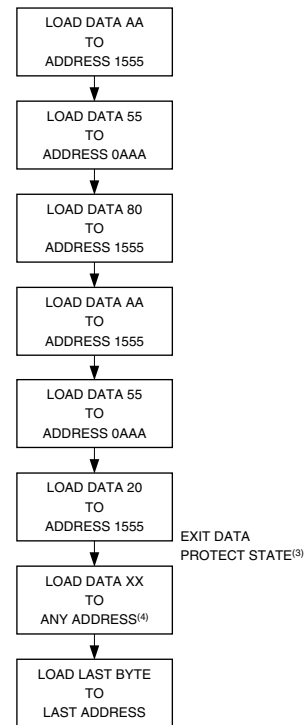 LOAD DATA AA
TO
ADDRESS 1555
LOAD DATA 55
TO
ADDRESS 0AAA
LOAD DATA 80
TO
ADDRESS 1555
LOAD DATA AA
TO
ADDRESS 1555
LOAD DATA 55
TO
ADDRESS 0AAA
LOAD DATA 20
TO
ADDRESS 1555
EXIT DATA
PROTECT STATE(3)
LOAD DATA XX
TO
ANY ADDRESS(4)
LOAD LAST BYTE
TO
LAST ADDRESS